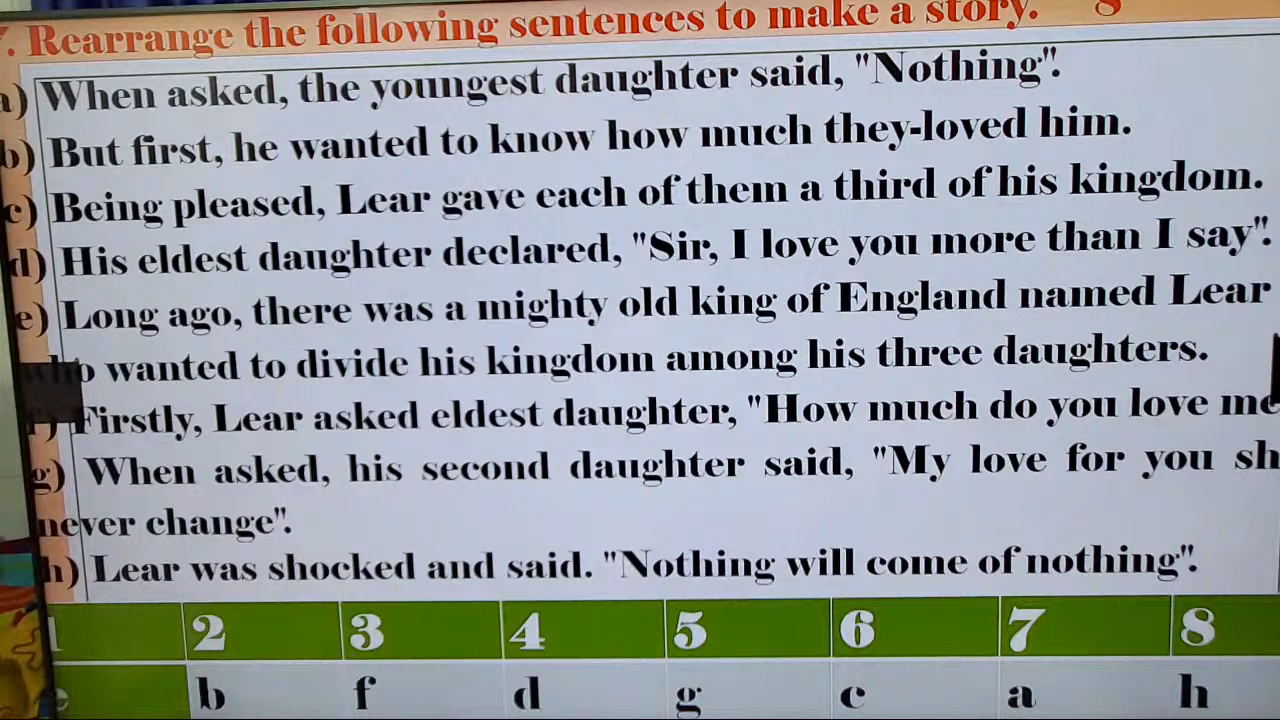 7. Rearrange the following sentences to make a story. 8
a) When asked, the youngest daughter said, "Nothing".
b) But first, he wanted to know how much they-loved him.
c) Being pleased, Lear gave each of them a third of his kingdom.
d) His eldest daughter declared, "Sir, I love you more than I say".
e) Long ago, there was a mighty old king of England named Lear
who wanted to divide his kingdom among his three daughters.
f) Firstly, Lear asked eldest daughter, "How much do you love me
g) When asked, his second daughter said, "My love for you sh
never change".
h) Lear was shocked and said. "Nothing will come of nothing".
1 2 3 4 5 6 7 8
e b f d g c a h